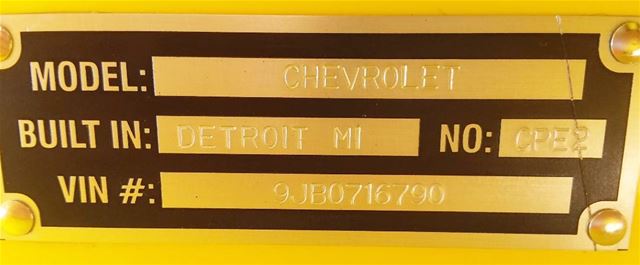 MODEL: CHEVROLET
BUILT IN: DETROIT MI NO: CPE2
VIN #: 9JB0716790